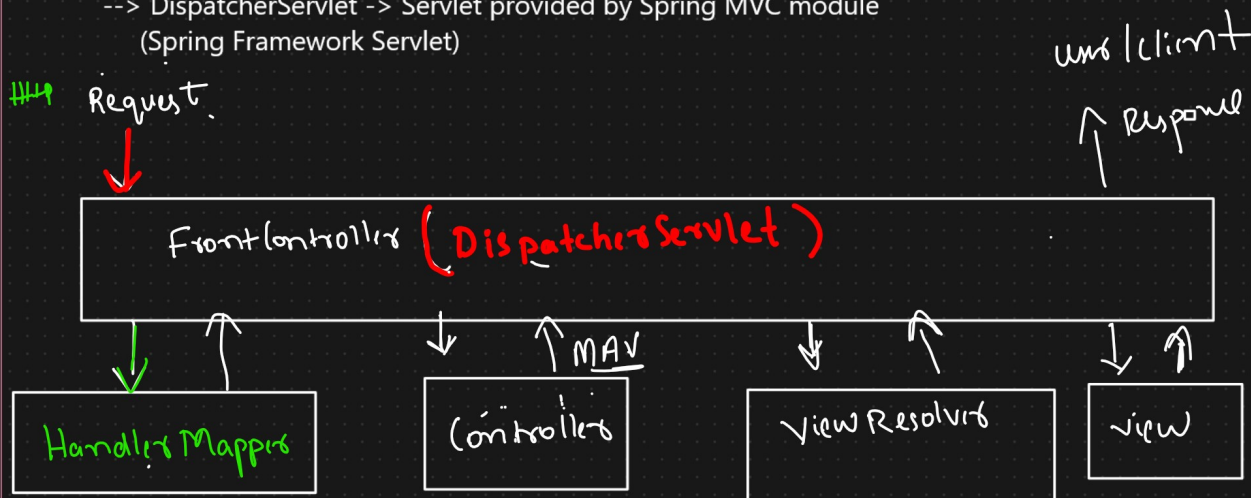 --> DispatcherServlet -> Servlet provided by Spring MVC module
(Spring Framework Servlet)
user/client
Http Request
Response
FrontController (DispatcherServlet)
MAV
HandlerMapper
Controller
ViewResolver
view